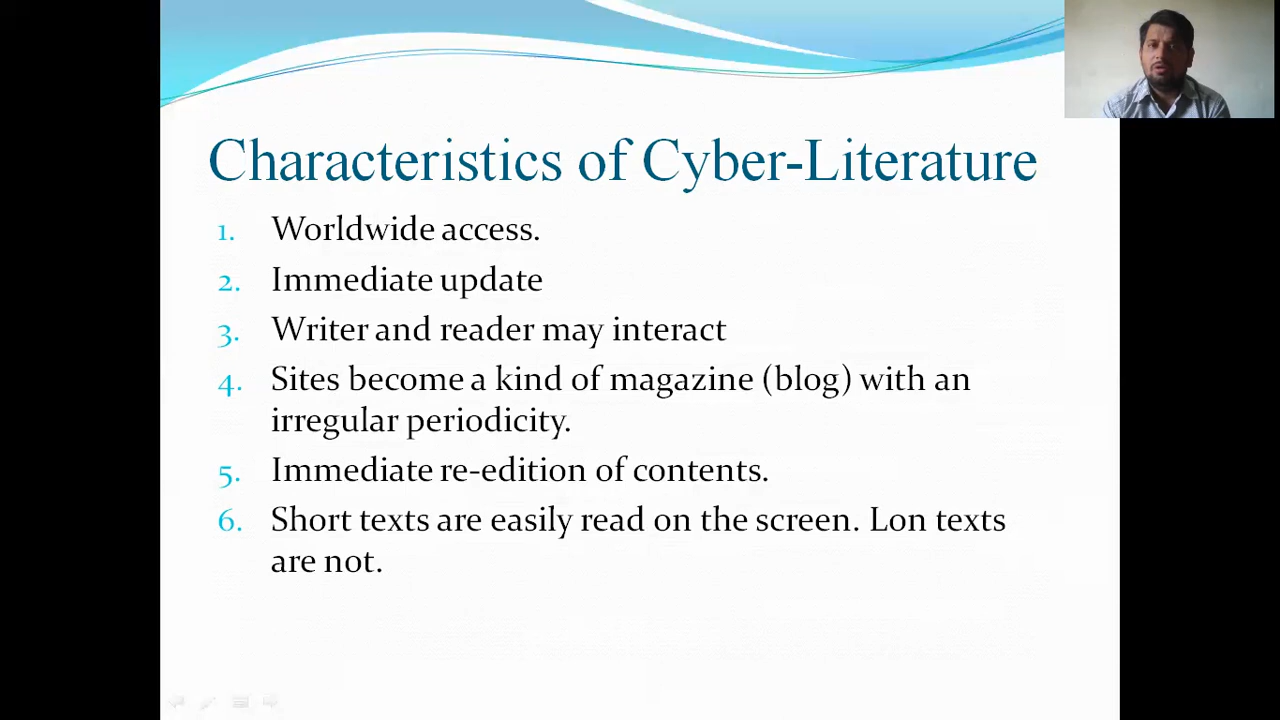 Characteristics of Cyber-Literature
1. Worldwide access.
2. Immediate update
3. Writer and reader may interact
4. Sites become a kind of magazine (blog) with an
irregular periodicity.
5. Immediate re-edition of contents.
6. Short texts are easily read on the screen. Lon texts
are not.